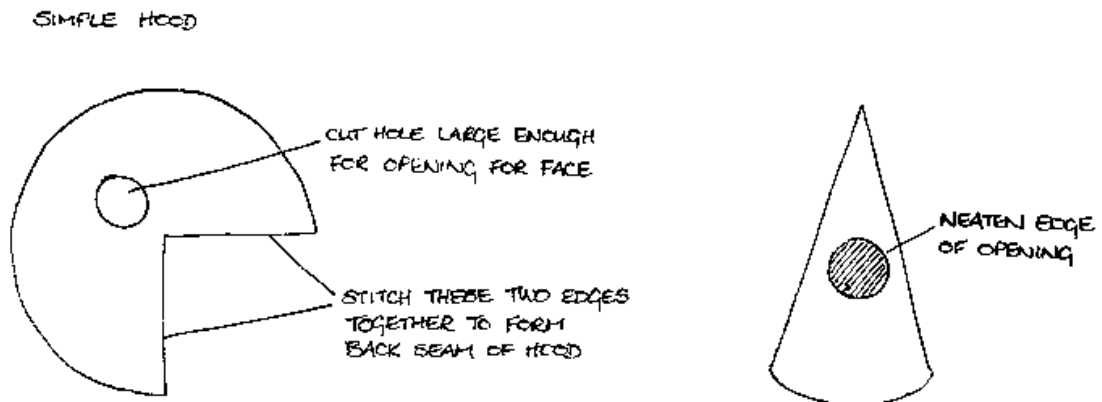 SIMPLE HOOD
CUT HOLE LARGE ENOUGH
FOR OPENING FOR FACE
STITCH THESE TWO EDGES
TOGETHER TO FORM
BACK SEAM OF HOOD
NEATEN EDGE
OF OPENING